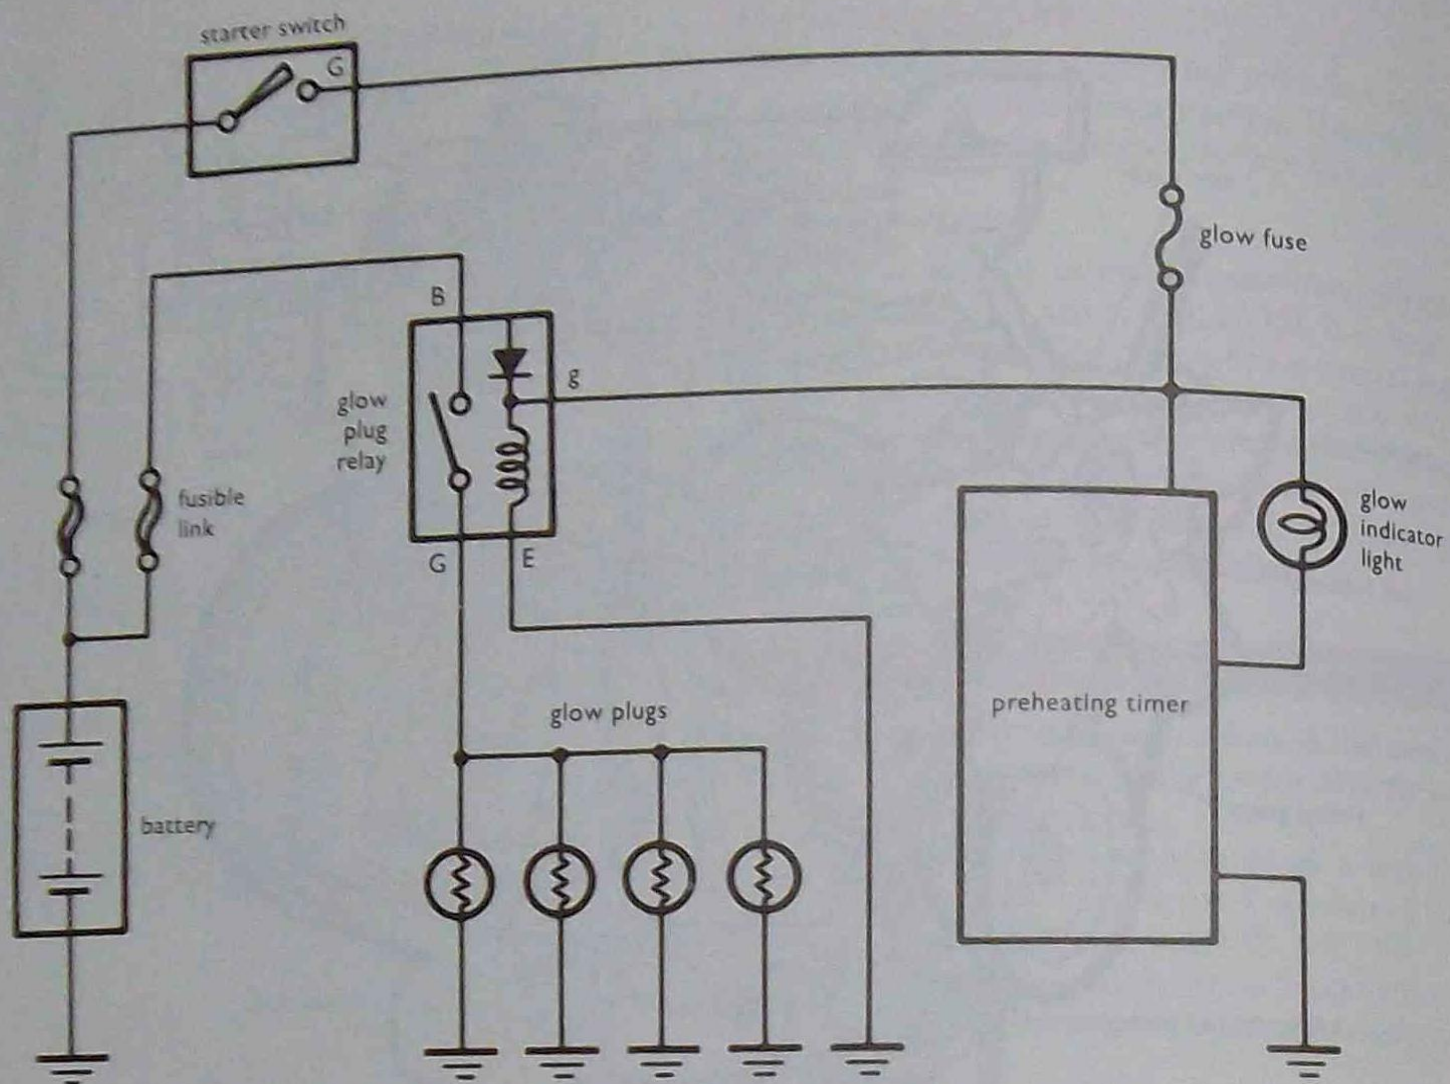 starter switch
G
glow fuse
B
g
glow
plug
relay
fusible
link
glow
indicator
light
G
E
preheating timer
glow plugs
battery